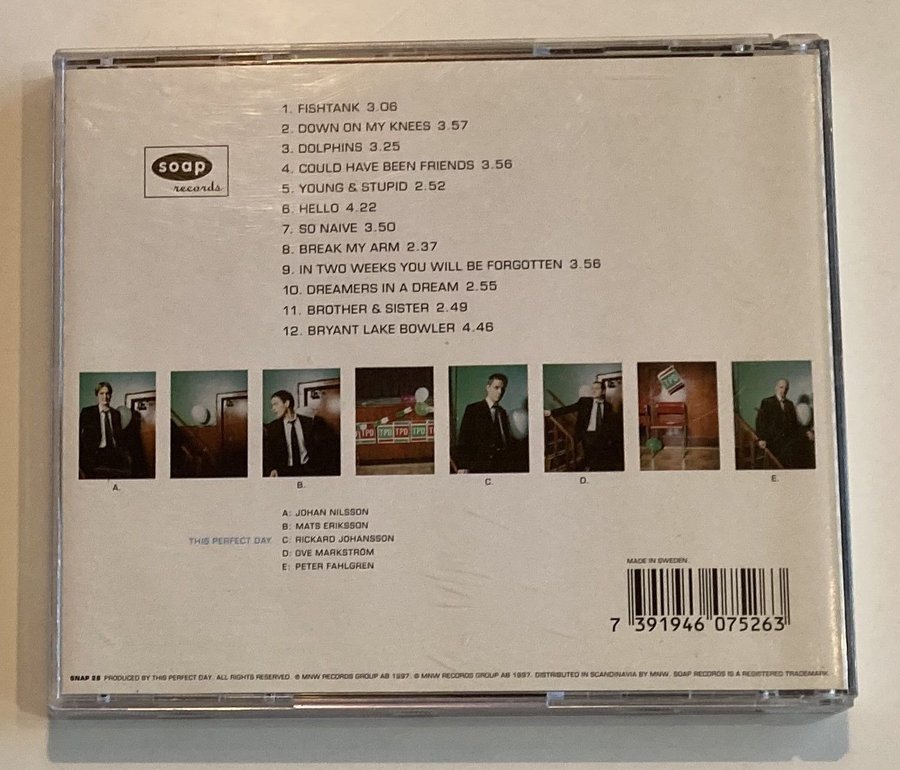 1. FISHTANK 3.06
2. DOWN ON MY KNEES 3.57
3. DOLPHINS 3.25
4. COULD HAVE BEEN FRIENDS 3.56
5. YOUNG & STUPID 2.52
6. HELLO 4.22
7. SO NAIVE 3.50
8. BREAK MY ARM 2.37
9. IN TWO WEEKS YOU WILL BE FORGOTTEN 3.56
10. DREAMERS IN A DREAM 2.55
11. BROTHER & SISTER 2.49
12. BRYANT LAKE BOWLER 4.46
soap
records
TPD TPD TPD TPD T
A.
B.
C.
D.
E.
THIS PERFECT DAY
A: JOHAN NILSSON
B: MATS ERIKSSON
C: RICKARD JOHANSSON
D: OVE MARKSTRÖM
E: PETER FAHLGREN
MADE IN SWEDEN.
7 391946 075263
SNAP 28 PRODUCED BY THIS PERFECT DAY. ALL RIGHTS RESERVED. ℗ MNW RECORDS GROUP AB 1997. © MNW RECORDS GROUP AB 1997. DISTRIBUTED IN SCANDINAVIA BY MNW. SOAP RECORDS IS A REGISTERED TRADEMARK.